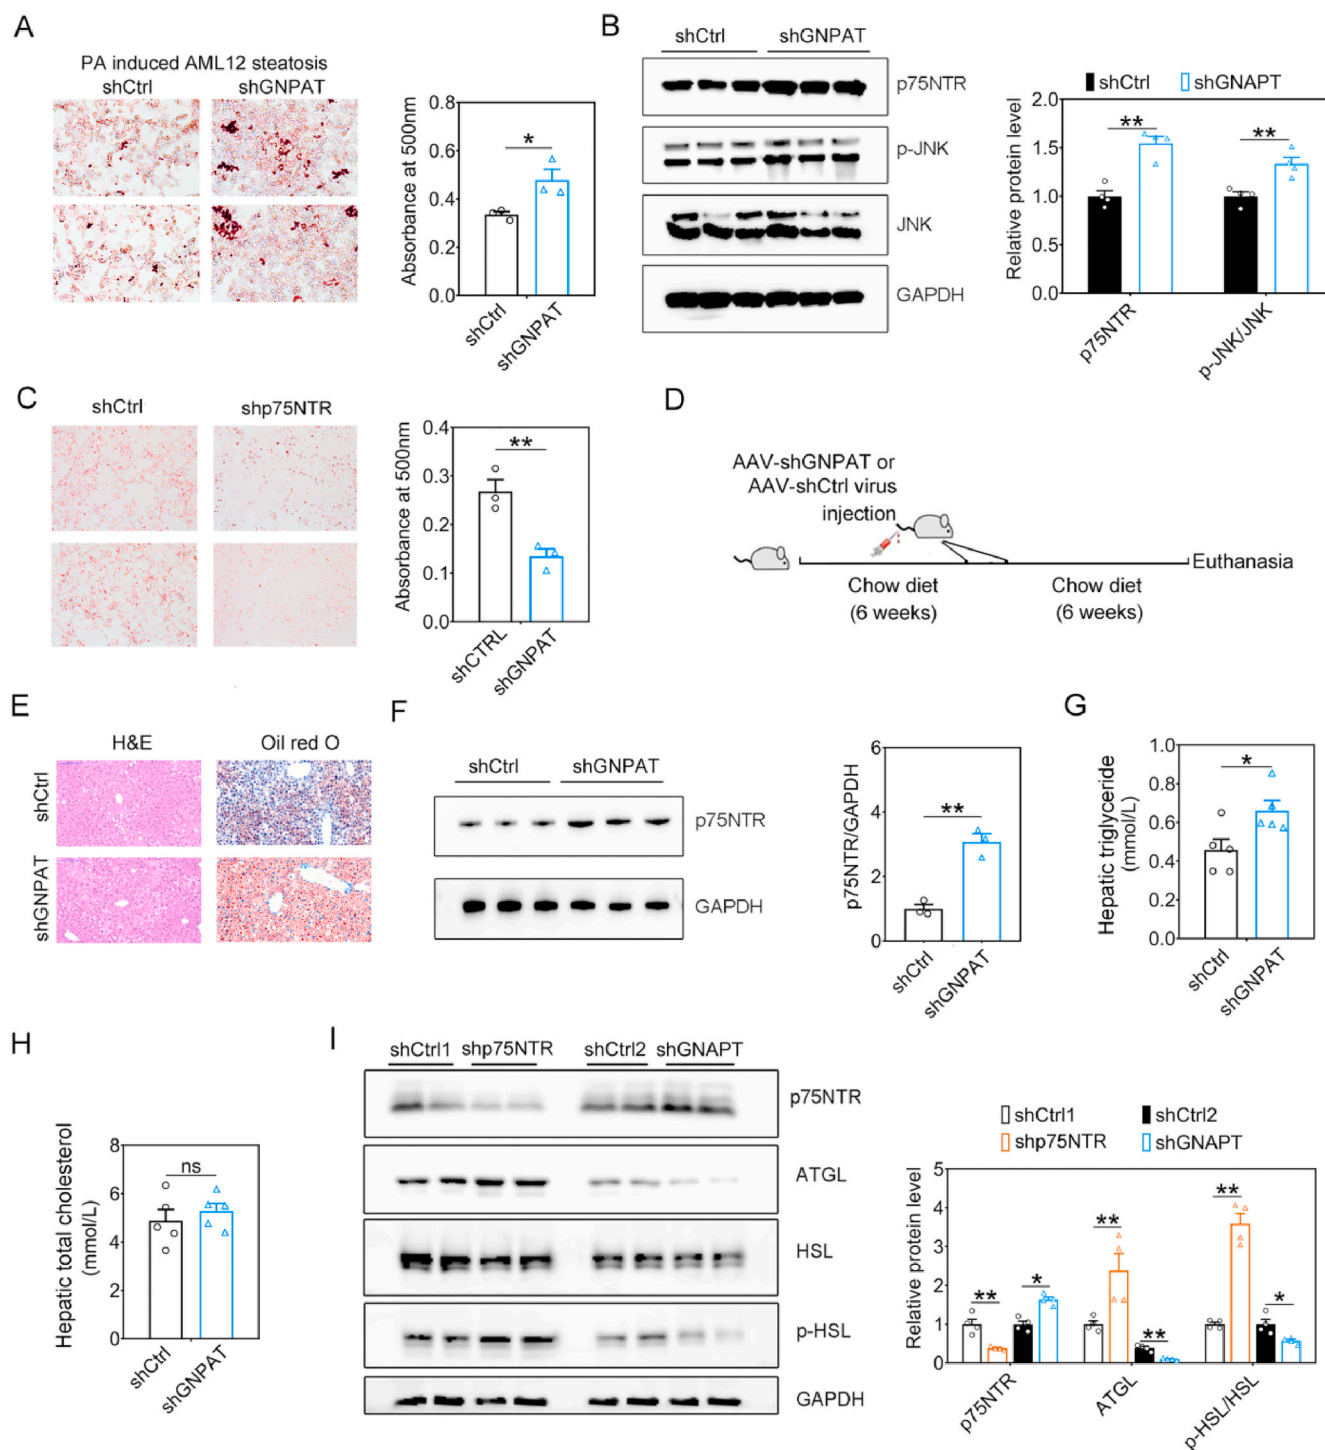 A
PA induced AML12 steatosis
shCtrl shGNPAT
Absorbance at 500nm
0.8
0.6
0.4
0.2
0.0
*
shCtrl
shGNPAT
B
shCtrl shGNPAT
p75NTR
p-JNK
JNK
GAPDH
shCtrl shGNAPT
Relative protein level
2.0
1.5
1.0
0.5
0.0
** **
p75NTR
p-JNK/JNK
C
shCtrl shp75NTR
Absorbance at 500nm
0.4
0.3
0.2
0.1
0.0
**
shCTRL
shGNPAT
D
AAV-shGNPAT or
AAV-shCtrl virus
injection
Euthanasia
Chow diet Chow diet
(6 weeks) (6 weeks)
E
H&E Oil red O
shCtrl
shGNPAT
F
shCtrl shGNPAT
p75NTR
GAPDH
p75NTR/GAPDH
6
4
2
0
**
shCtrl
shGNPAT
G
Hepatic triglyceride
(mmol/L)
1.0
0.8
0.6
0.4
0.2
0.0
*
shCtrl
shGNPAT
H
Hepatic total cholesterol
(mmol/L)
8
6
4
2
0
ns
shCtrl
shGNPAT
I
shCtrl1 shp75NTR shCtrl2 shGNAPT
p75NTR
ATGL
HSL
p-HSL
GAPDH
shCtrl1 shCtrl2
shp75NTR shGNAPT
Relative protein level
5
4
3
2
1
0
** * ** ** ** *
p75NTR
ATGL
p-HSL/HSL